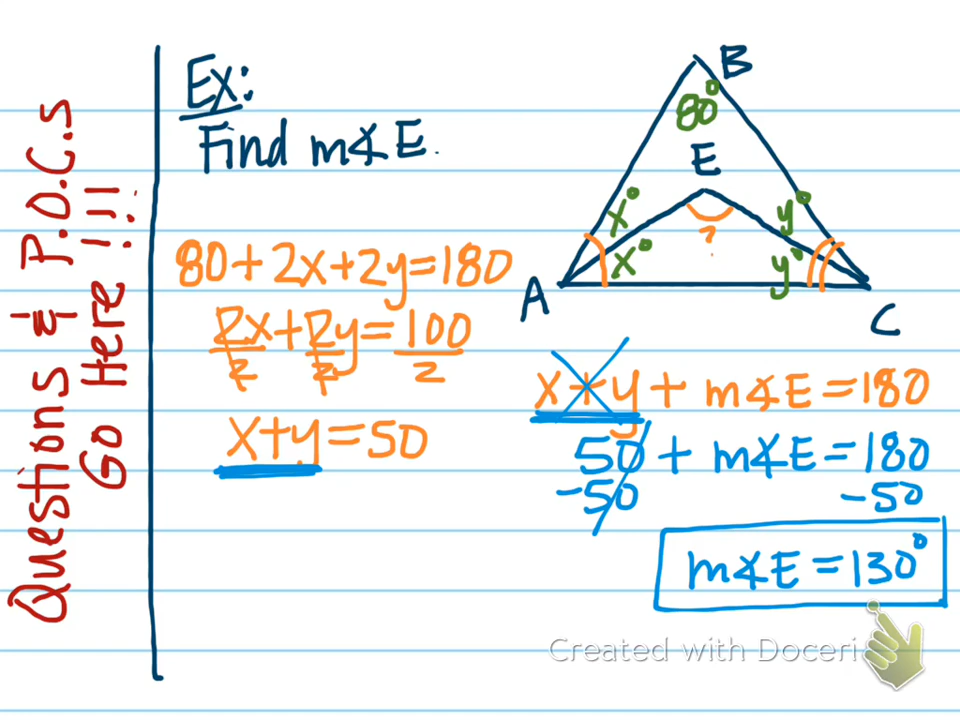 Questions & P.O.C.s
Go Here !!!
Ex:
Find m∡E.
80+2x+2y=180
2x+2y=100
2 2 2
x+y=50
B
80°
E
x°
x°
y°
y°
?
A
C
x+y+m∡E=180
50+m∡E=180
-50 -50
m∡E=130°
Created with Doceri